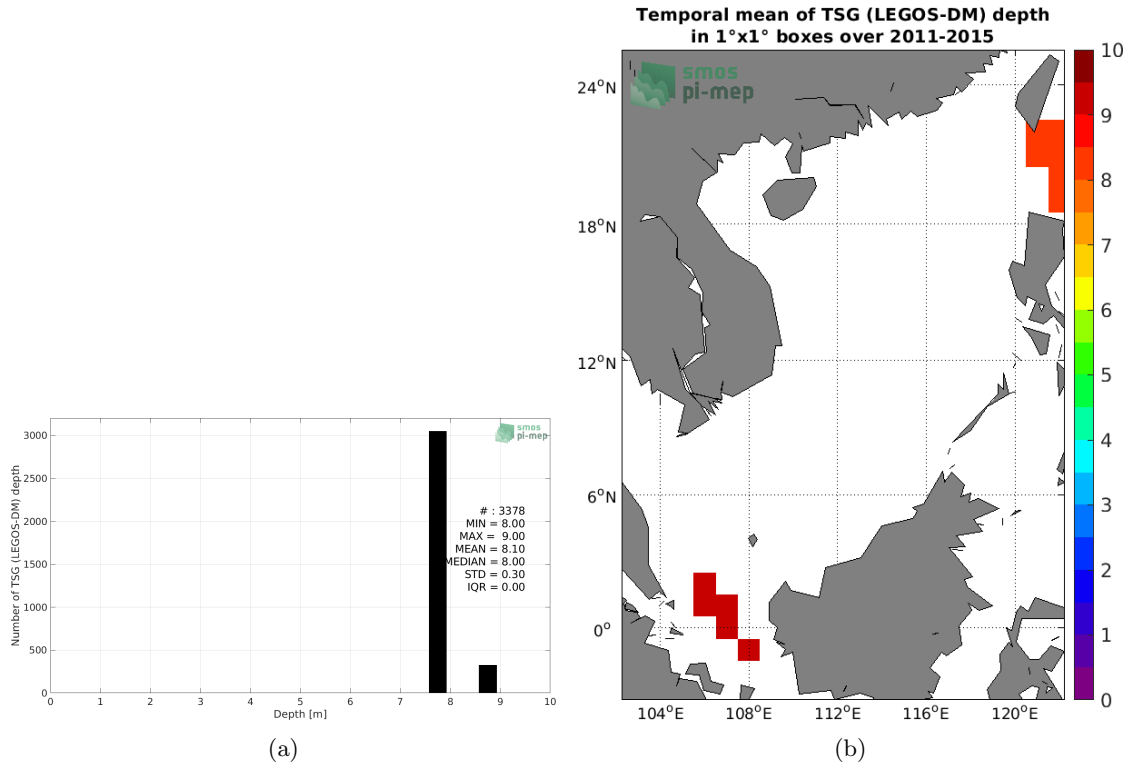 Number of TSG (LEGOS-DM) depth
3000
2500
2000
1500
1000
500
0
0 1 2 3 4 5 6 7 8 9 10
Depth [m]
smos
pi-mep
# : 3378
MIN = 8.00
MAX = 9.00
MEAN = 8.10
MEDIAN = 8.00
STD = 0.30
IQR = 0.00
(a)
Temporal mean of TSG (LEGOS-DM) depth
in 1°x1° boxes over 2011-2015
smos
pi-mep
24°N
18°N
12°N
6°N
0°
104°E 108°E 112°E 116°E 120°E
10
9
8
7
6
5
4
3
2
1
0
(b)